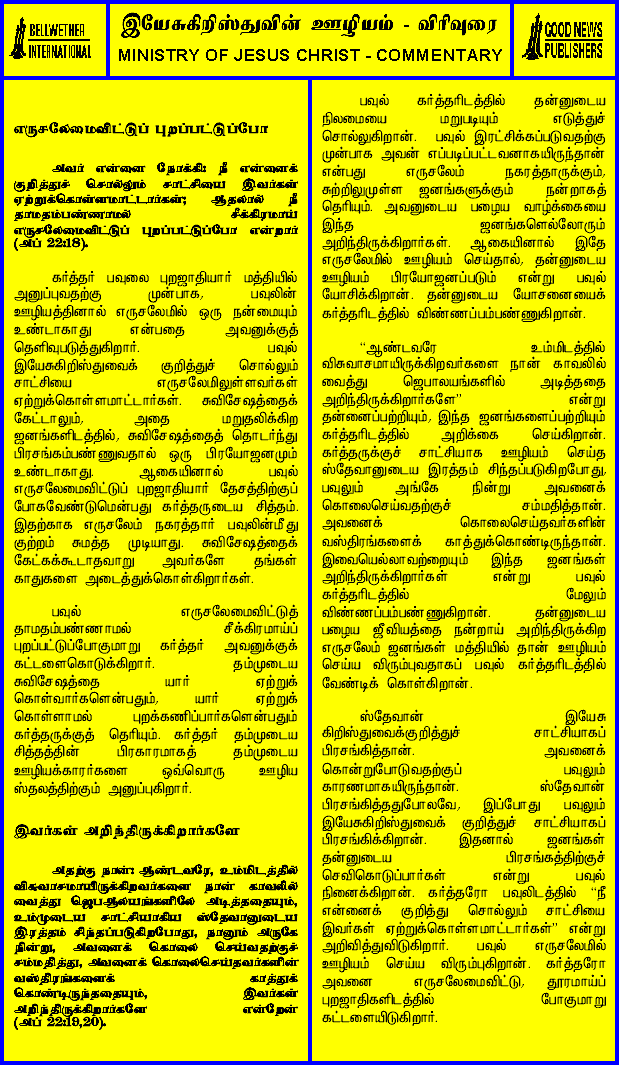 BELLWETHER
INTERNATIONAL
இயேசுகிறிஸ்துவின் ஊழியம் - விரிவுரை
MINISTRY OF JESUS CHRIST - COMMENTARY
GOOD NEWS
PUBLISHERS
எருசலேமைவிட்டுப் புறப்பட்டுப்போ
அவர் என்னை நோக்கி: நீ என்னைக்
குறித்துச் சொல்லும் சாட்சியை இவர்கள்
ஏற்றுக்கொள்ளமாட்டார்கள்; ஆதலால் நீ
தாமதம்பண்ணாமல் சீக்கிரமாய்
எருசலேமைவிட்டுப் புறப்பட்டுப்போ என்றார்
(அப் 22:18).
கர்த்தர் பவுலை புறஜாதியார் மத்தியில்
அனுப்புவதற்கு முன்பாக, பவுலின்
ஊழியத்தினால் எருசலேமில் ஒரு நன்மையும்
உண்டாகாது என்பதை அவனுக்குத்
தெளிவுபடுத்துகிறார். பவுல்
இயேசுகிறிஸ்துவைக் குறித்துச் சொல்லும்
சாட்சியை எருசலேமிலுள்ளவர்கள்
ஏற்றுக்கொள்ளமாட்டார்கள். சுவிசேஷத்தைக்
கேட்டாலும், அதை மறுதலிக்கிற
ஜனங்களிடத்தில், சுவிசேஷத்தைத் தொடர்ந்து
பிரசங்கம்பண்ணுவதால் ஒரு பிரயோஜனமும்
உண்டாகாது. ஆகையினால் பவுல்
எருசலேமைவிட்டுப் புறஜாதியார் தேசத்திற்குப்
போகவேண்டுமென்பது கர்த்தருடைய சித்தம்.
இதற்காக எருசலேம் நகரத்தார் பவுலின்மீது
குற்றம் சுமத்த முடியாது. சுவிசேஷத்தைக்
கேட்கக்கூடாதவாறு அவர்களே தங்கள்
காதுகளை அடைத்துக்கொள்கிறார்கள்.
பவுல் எருசலேமைவிட்டுத்
தாமதம்பண்ணாமல் சீக்கிரமாய்ப்
புறப்பட்டுப்போகுமாறு கர்த்தர் அவனுக்குக்
கட்டளைகொடுக்கிறார். தம்முடைய
சுவிசேஷத்தை யார் ஏற்றுக்
கொள்வார்களென்பதும், யார் ஏற்றுக்
கொள்ளாமல் புறக்கணிப்பார்களென்பதும்
கர்த்தருக்குத் தெரியும். கர்த்தர் தம்முடைய
சித்தத்தின் பிரகாரமாகத் தம்முடைய
ஊழியக்காரர்களை ஒவ்வொரு ஊழிய
ஸ்தலத்திற்கும் அனுப்புகிறார்.
இவர்கள் அறிந்திருக்கிறார்களே
அதற்கு நான்: ஆண்டவரே, உம்மிடத்தில்
விசுவாசமாயிருக்கிறவர்களை நான் காவலில்
வைத்து ஜெபஆலயங்களிலே அடித்ததையும்,
உம்முடைய சாட்சியாகிய ஸ்தேவானுடைய
இரத்தம் சிந்தப்படுகிறபோது, நானும் அருகே
நின்று, அவனைக் கொலை செய்வதற்குச்
சம்மதித்து, அவனைக் கொலைசெய்தவர்களின்
வஸ்திரங்களைக் காத்துக்
கொண்டிருந்ததையும், இவர்கள்
அறிந்திருக்கிறார்களே என்றேன்
(அப் 22:19,20).
பவுல் கர்த்தரிடத்தில் தன்னுடைய
நிலமையை மறுபடியும் எடுத்துச்
சொல்லுகிறான். பவுல் இரட்சிக்கப்படுவதற்கு
முன்பாக அவன் எப்படிப்பட்டவனாகயிருந்தான்
என்பது எருசலேம் நகரத்தாருக்கும்,
சுற்றிலுமுள்ள ஜனங்களுக்கும் நன்றாகத்
தெரியும். அவனுடைய பழைய வாழ்க்கையை
இந்த ஜனங்களெல்லோரும்
அறிந்திருக்கிறார்கள். ஆகையினால் இதே
எருசலேமில் ஊழியம் செய்தால், தன்னுடைய
ஊழியம் பிரயோஜனப்படும் என்று பவுல்
யோசிக்கிறான். தன்னுடைய யோசனையைக்
கர்த்தரிடத்தில் விண்ணப்பம்பண்ணுகிறான்.
“ஆண்டவரே உம்மிடத்தில்
விசுவாசமாயிருக்கிறவர்களை நான் காவலில்
வைத்து ஜெபாலயங்களில் அடித்ததை
அறிந்திருக்கிறார்களே” என்று
தன்னைப்பற்றியும், இந்த ஜனங்களைப்பற்றியும்
கர்த்தரிடத்தில் அறிக்கை செய்கிறான்.
கர்த்தருக்குச் சாட்சியாக ஊழியம் செய்த
ஸ்தேவானுடைய இரத்தம் சிந்தப்படுகிறபோது,
பவுலும் அங்கே நின்று அவனைக்
கொலைசெய்வதற்குச் சம்மதித்தான்.
அவனைக் கொலைசெய்தவர்களின்
வஸ்திரங்களைக் காத்துக்கொண்டிருந்தான்.
இவையெல்லாவற்றையும் இந்த ஜனங்கள்
அறிந்திருக்கிறார்கள் என்று பவுல்
கர்த்தரிடத்தில் மேலும்
விண்ணப்பம்பண்ணுகிறான். தன்னுடைய
பழைய ஜீவியத்தை நன்றாய் அறிந்திருக்கிற
எருசலேம் ஜனங்கள் மத்தியில் தான் ஊழியம்
செய்ய விரும்புவதாகப் பவுல் கர்த்தரிடத்தில்
வேண்டிக் கொள்கிறான்.
ஸ்தேவான் இயேசு
கிறிஸ்துவைக்குறித்துச் சாட்சியாகப்
பிரசங்கித்தான். அவனைக்
கொன்றுபோடுவதற்குப் பவுலும்
காரணமாகயிருந்தான். ஸ்தேவான்
பிரசங்கித்ததுபோலவே, இப்போது பவுலும்
இயேசுகிறிஸ்துவைக் குறித்துச் சாட்சியாகப்
பிரசங்கிக்கிறான். இதனால் ஜனங்கள்
தன்னுடைய பிரசங்கத்திற்குச்
செவிகொடுப்பார்கள் என்று பவுல்
நினைக்கிறான். கர்த்தரோ பவுலிடத்தில் “நீ
என்னைக் குறித்து சொல்லும் சாட்சியை
இவர்கள் ஏற்றுக்கொள்ளமாட்டார்கள்” என்று
அறிவித்துவிடுகிறார். பவுல் எருசலேமில்
ஊழியம் செய்ய விரும்புகிறான். கர்த்தரோ
அவனை எருசலேமைவிட்டு, தூரமாய்ப்
புறஜாதிகளிடத்தில் போகுமாறு
கட்டளையிடுகிறார்.